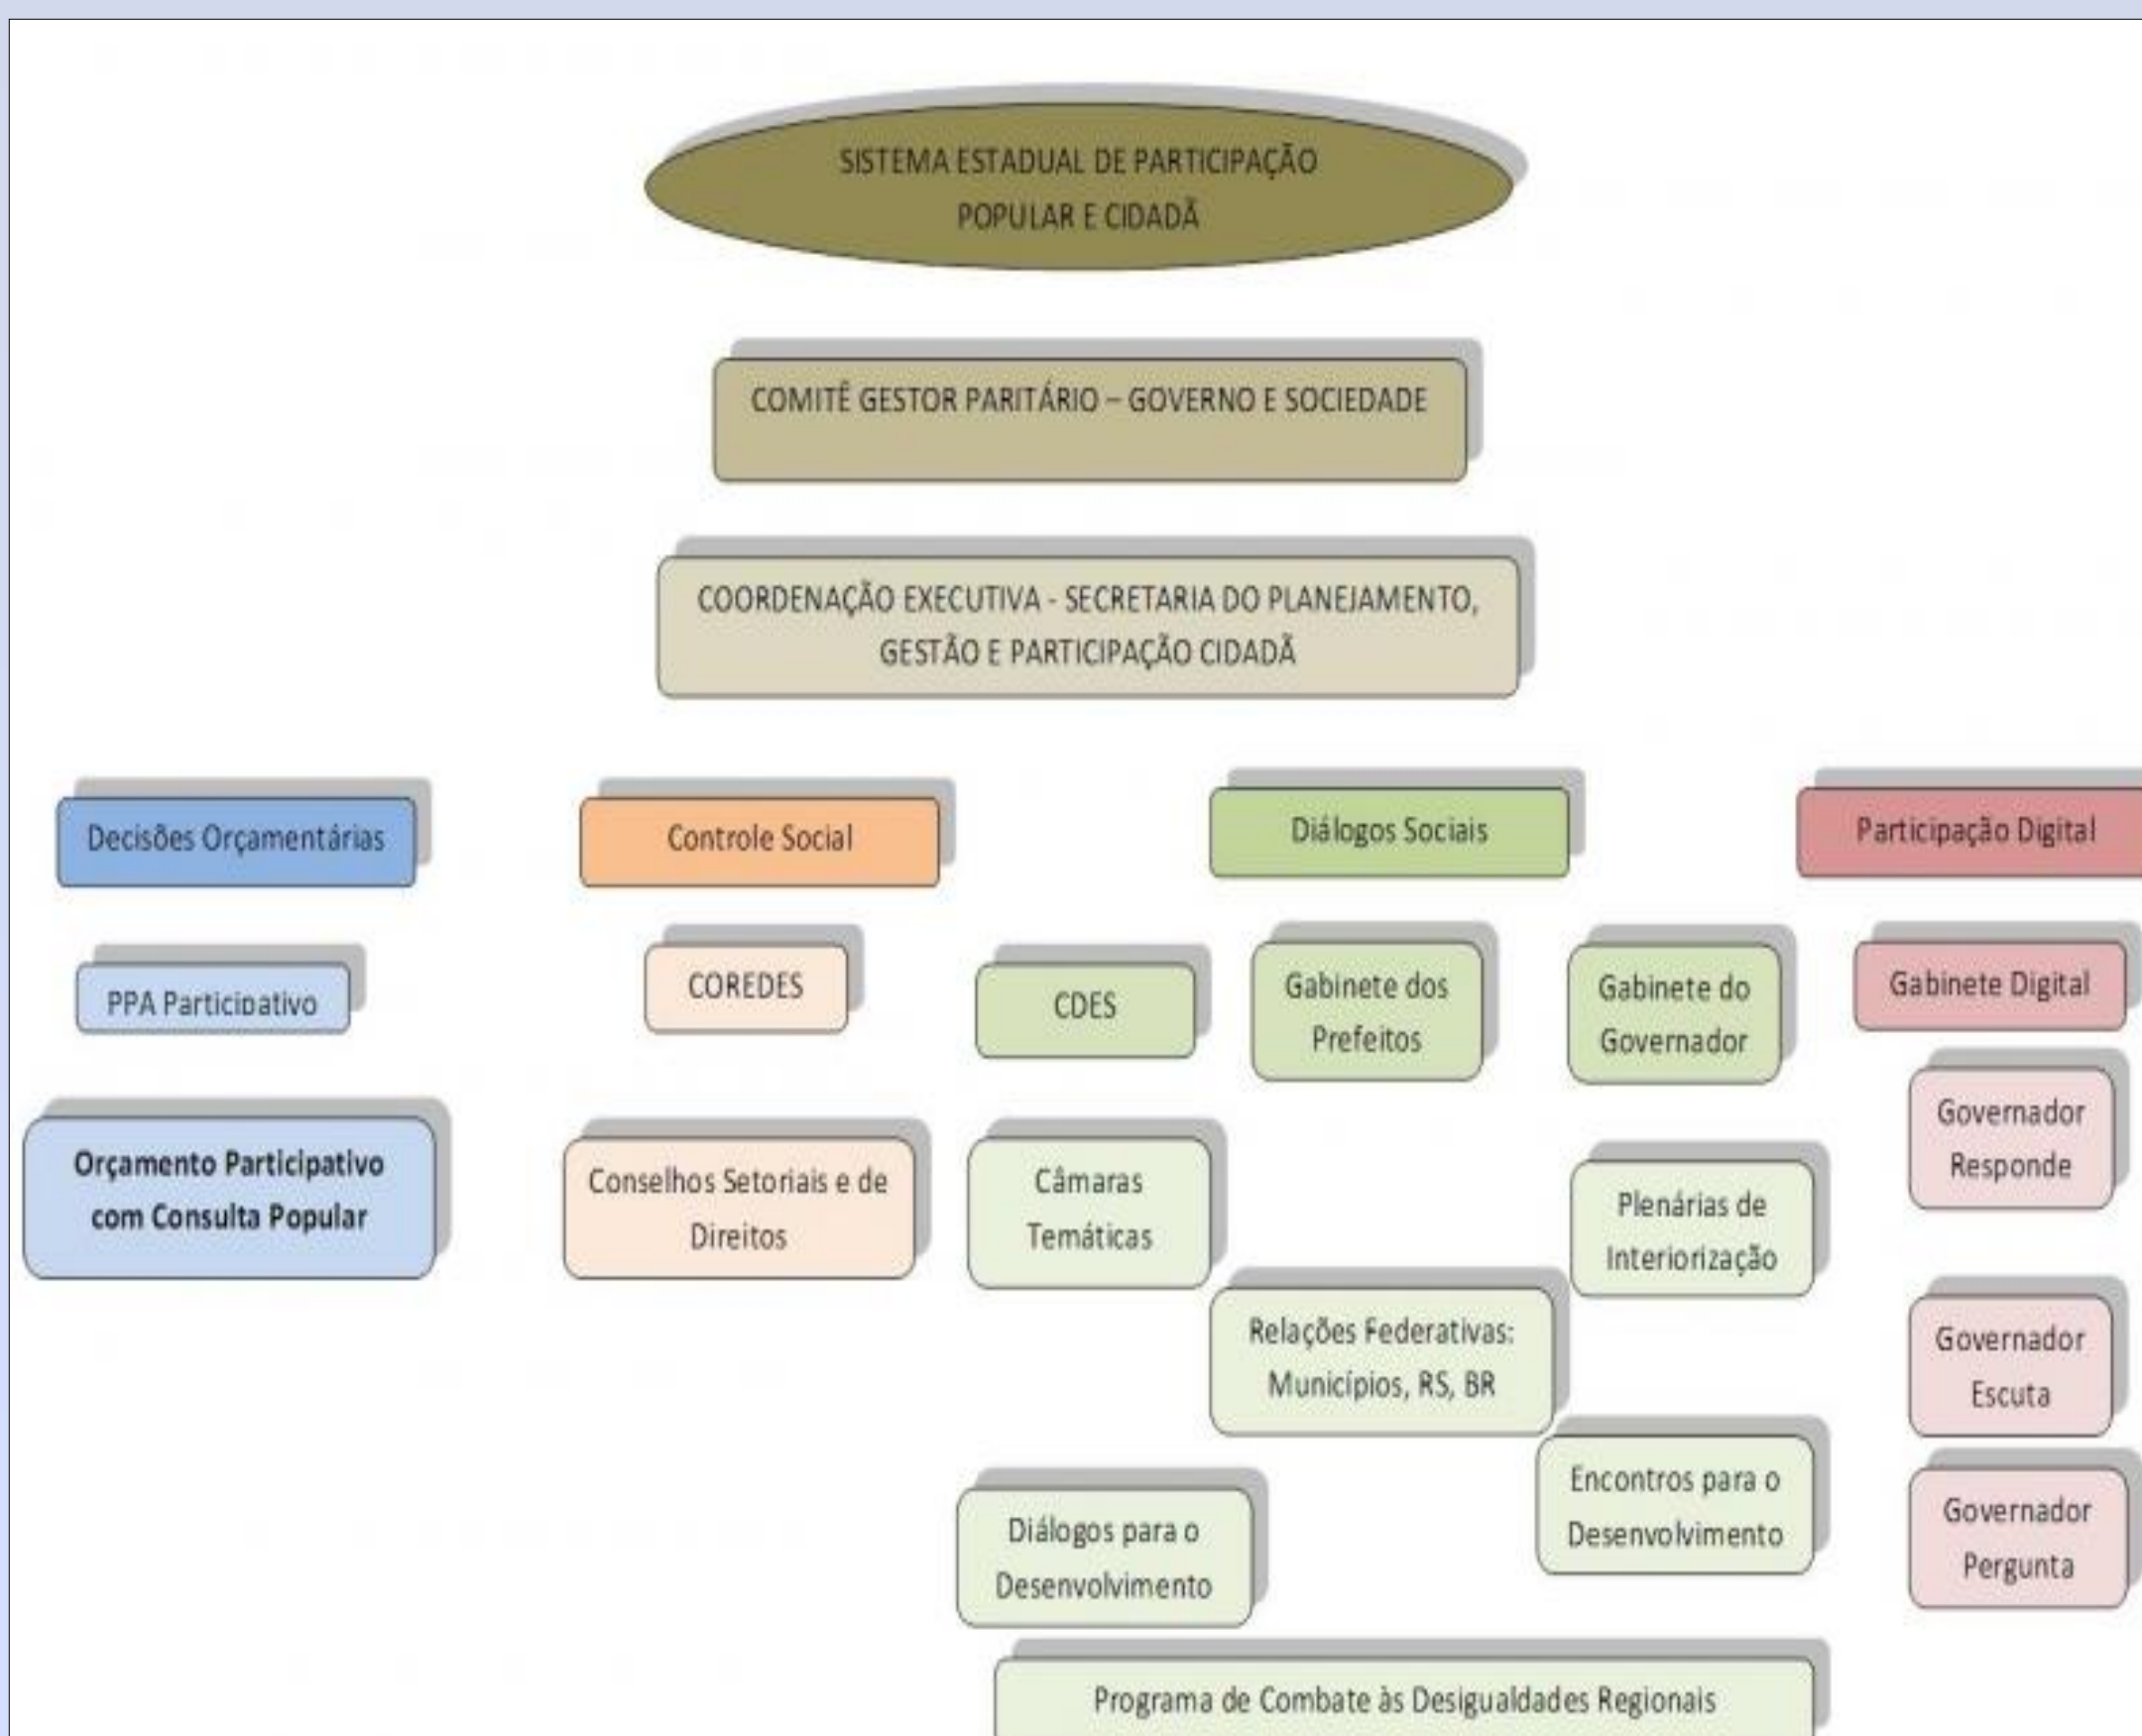 SISTEMA ESTADUAL DE PARTICIPAÇÃO
POPULAR E CIDADÃ
COMITÊ GESTOR PARITÁRIO – GOVERNO E SOCIEDADE
COORDENAÇÃO EXECUTIVA - SECRETARIA DO PLANEJAMENTO,
GESTÃO E PARTICIPAÇÃO CIDADÃ
Decisões Orçamentárias
Controle Social
Diálogos Sociais
Participação Digital
PPA Participativo
COREDES
CDES
Gabinete dos
Prefeitos
Gabinete do
Governador
Gabinete Digital
Orçamento Participativo
com Consulta Popular
Conselhos Setoriais e de
Direitos
Câmaras
Temáticas
Plenárias de
Interiorização
Governador
Responde
Relações Federativas:
Municípios, RS, BR
Governador
Escuta
Diálogos para o
Desenvolvimento
Encontros para o
Desenvolvimento
Governador
Pergunta
Programa de Combate às Desigualdades Regionais